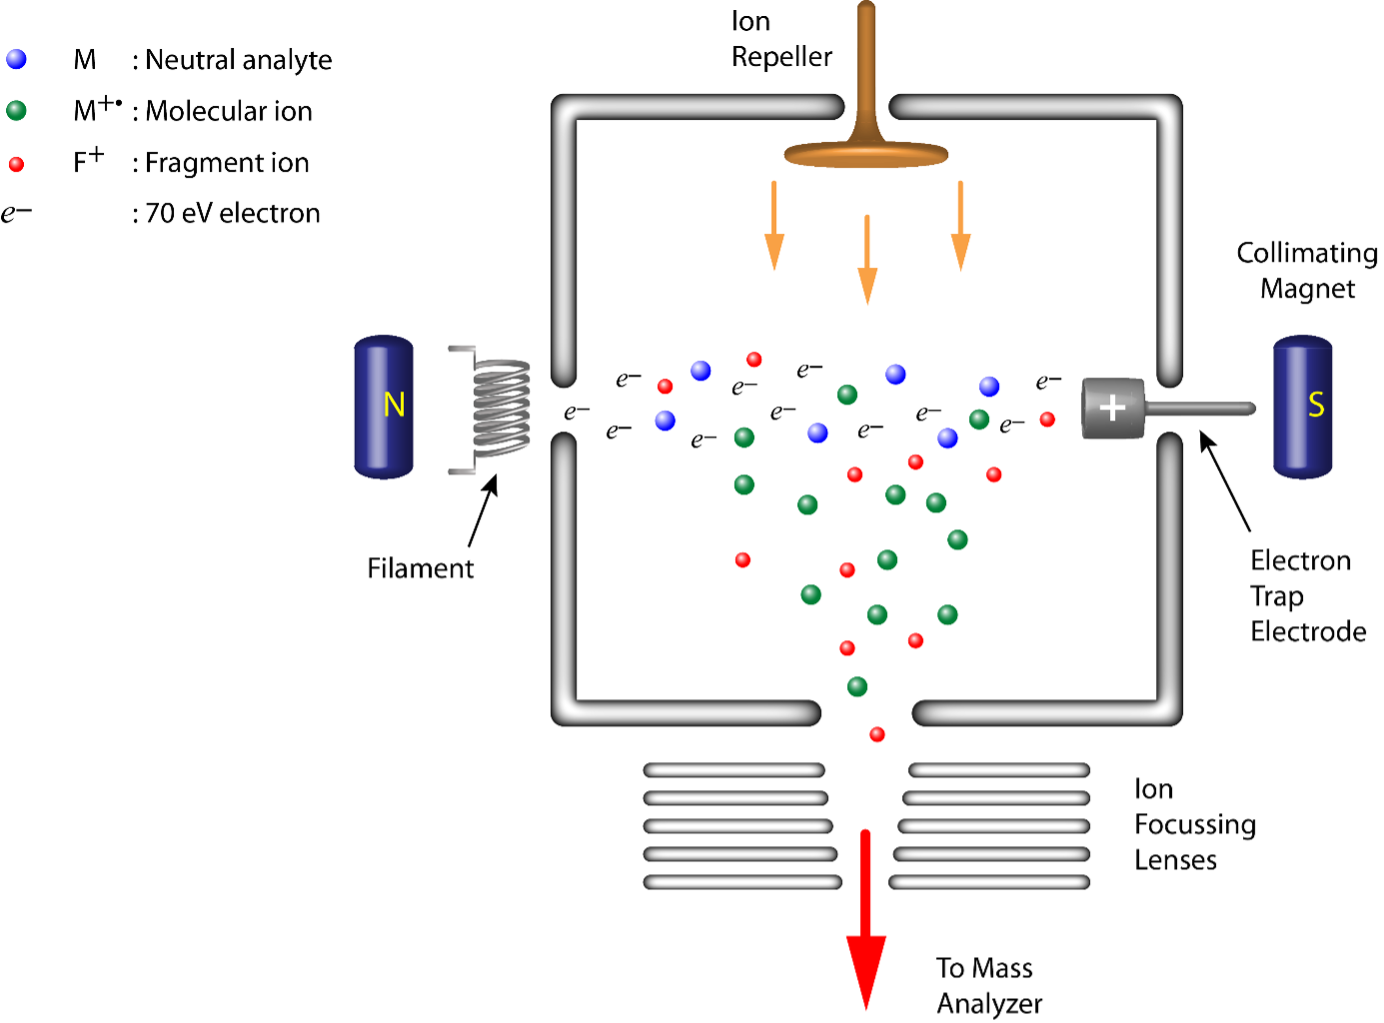 M : Neutral analyte
M+• : Molecular ion
F+ : Fragment ion
e– : 70 eV electron
Ion
Repeller
Collimating
Magnet
N
S
+
e–
e–
e–
e–
e–
e–
e–
e–
e–
e–
e–
Filament
Electron
Trap
Electrode
Ion
Focussing
Lenses
To Mass
Analyzer